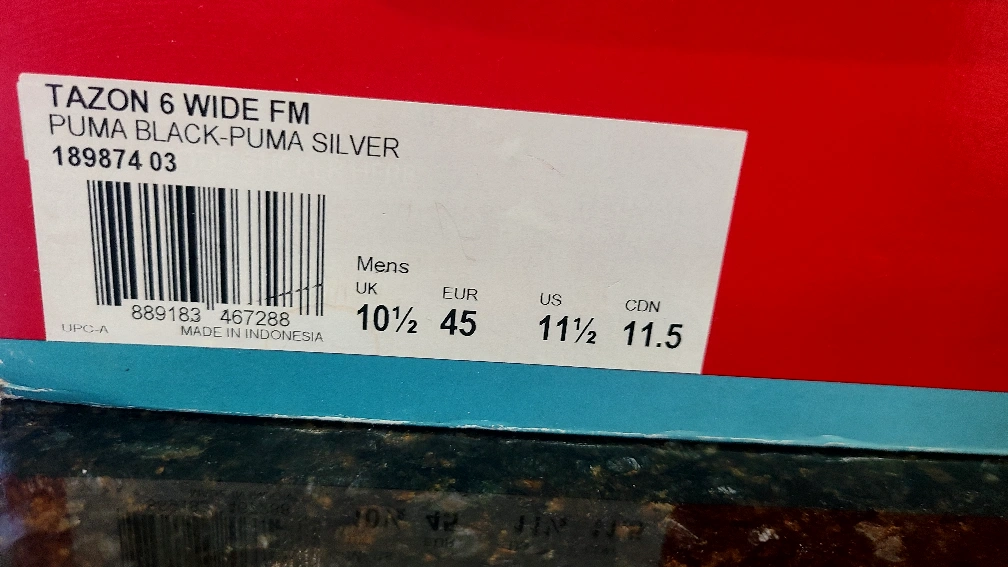 TAZON 6 WIDE FM
PUMA BLACK-PUMA SILVER
189874 03
889183 467288
UPC-A
MADE IN INDONESIA
Mens
UK EUR US CDN
10½ 45 11½ 11.5